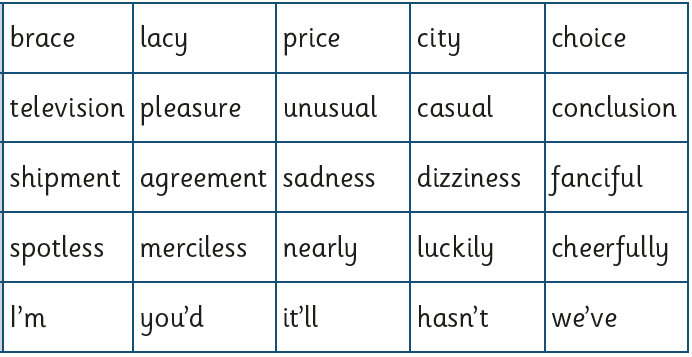 brace lacy price city choice
television pleasure unusual casual conclusion
shipment agreement sadness dizziness fanciful
spotless merciless nearly luckily cheerfully
I’m you’d it’ll hasn’t we’ve